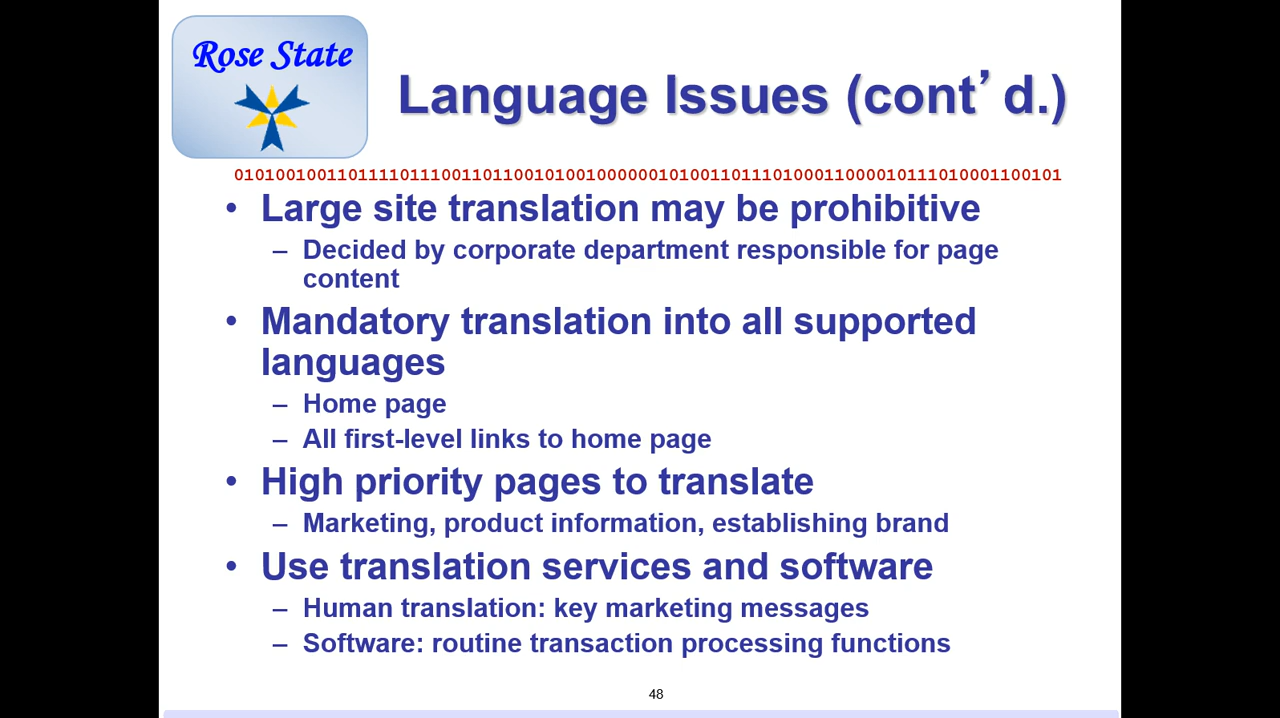 Rose State
Language Issues (cont’d.)
0101001001101111011100110110010100100000010100110111010001100001011101000110​0101
• Large site translation may be prohibitive
– Decided by corporate department responsible for page
content
• Mandatory translation into all supported
languages
– Home page
– All first-level links to home page
• High priority pages to translate
– Marketing, product information, establishing brand
• Use translation services and software
– Human translation: key marketing messages
– Software: routine transaction processing functions
48